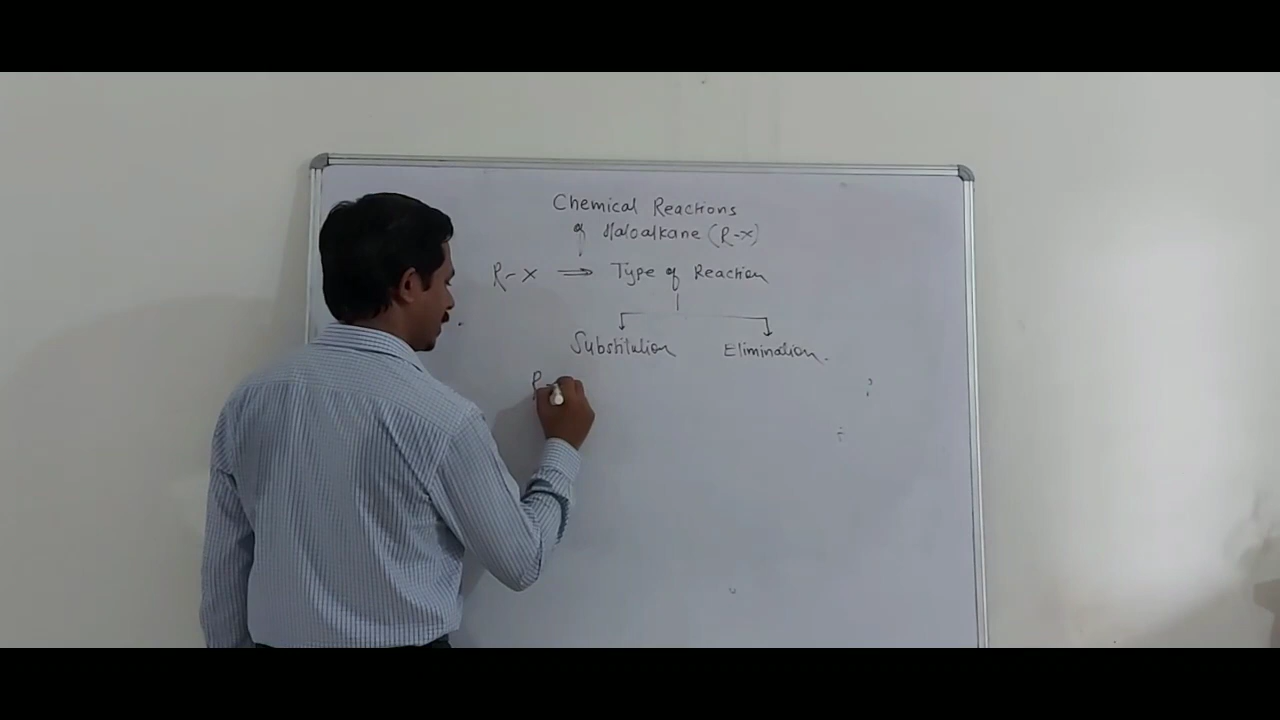 Chemical Reactions
of Haloalkane (R-X)
R-X ⇒ Type of Reaction
Substitution Elimination.
R-